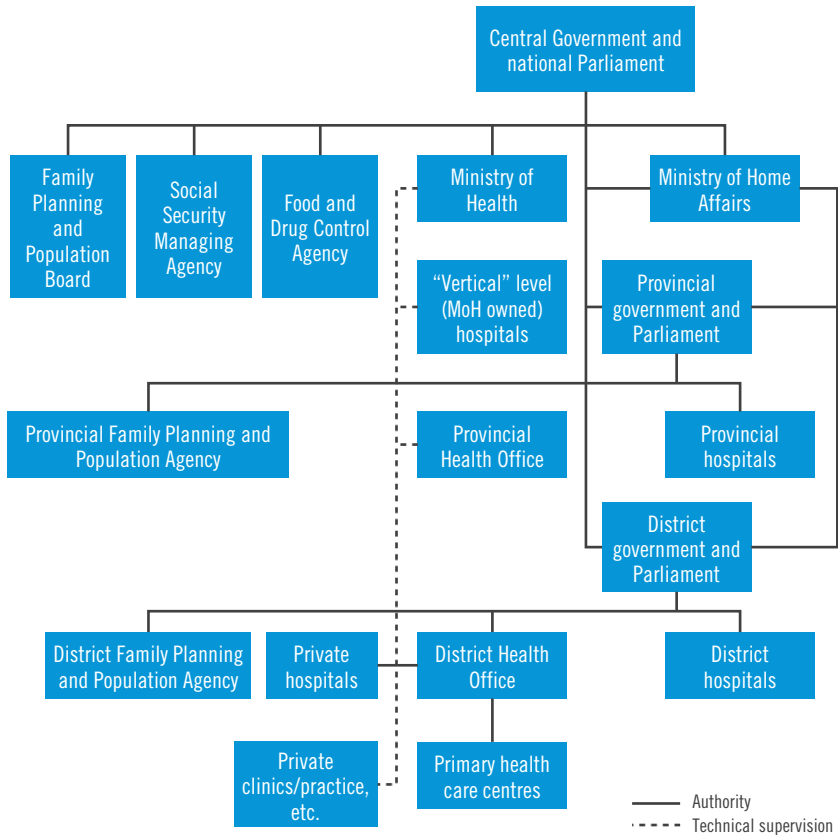 Central Government and
national Parliament
Family
Planning
and
Population
Board
Social
Security
Managing
Agency
Food and
Drug Control
Agency
Ministry of
Health
Ministry of Home
Affairs
“Vertical” level
(MoH owned)
hospitals
Provincial
government and
Parliament
Provincial Family Planning and
Population Agency
Provincial
Health Office
Provincial
hospitals
District
government and
Parliament
District Family Planning
and Population Agency
Private
hospitals
District Health
Office
District
hospitals
Private
clinics/practice,
etc.
Primary health
care centres
Authority
Technical supervision